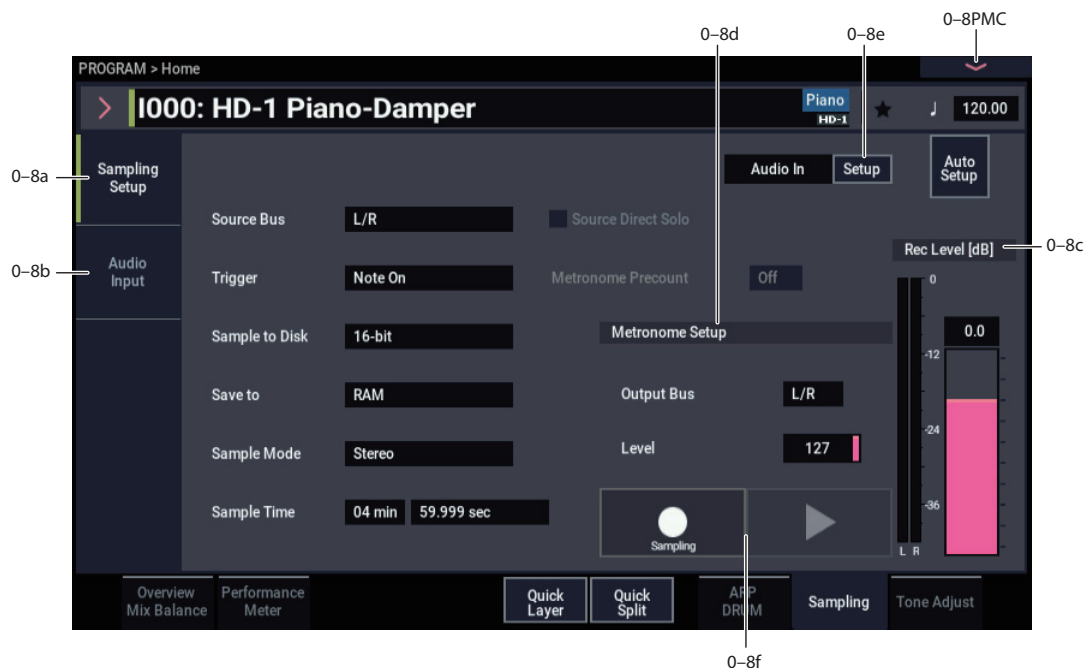 0–8PMC
0–8d
0–8e
PROGRAM > Home
I000: HD-1 Piano-Damper
Piano
HD-1
♩ 120.00
0–8a
Sampling
Setup
Audio In
Setup
Auto
Setup
Source Bus
L/R
Source Direct Solo
0–8b
Audio
Input
Rec Level [dB]
0–8c
Trigger
Note On
Metronome Precount
Off
0
Sample to Disk
16-bit
Metronome Setup
0.0
-12
Save to
RAM
Output Bus
L/R
-24
Sample Mode
Stereo
Level
127
Sample Time
04 min
59.999 sec
-36
Sampling
L R
Overview
Mix Balance
Performance
Meter
Quick
Layer
Quick
Split
ARP
DRUM
Sampling
Tone Adjust
0–8f